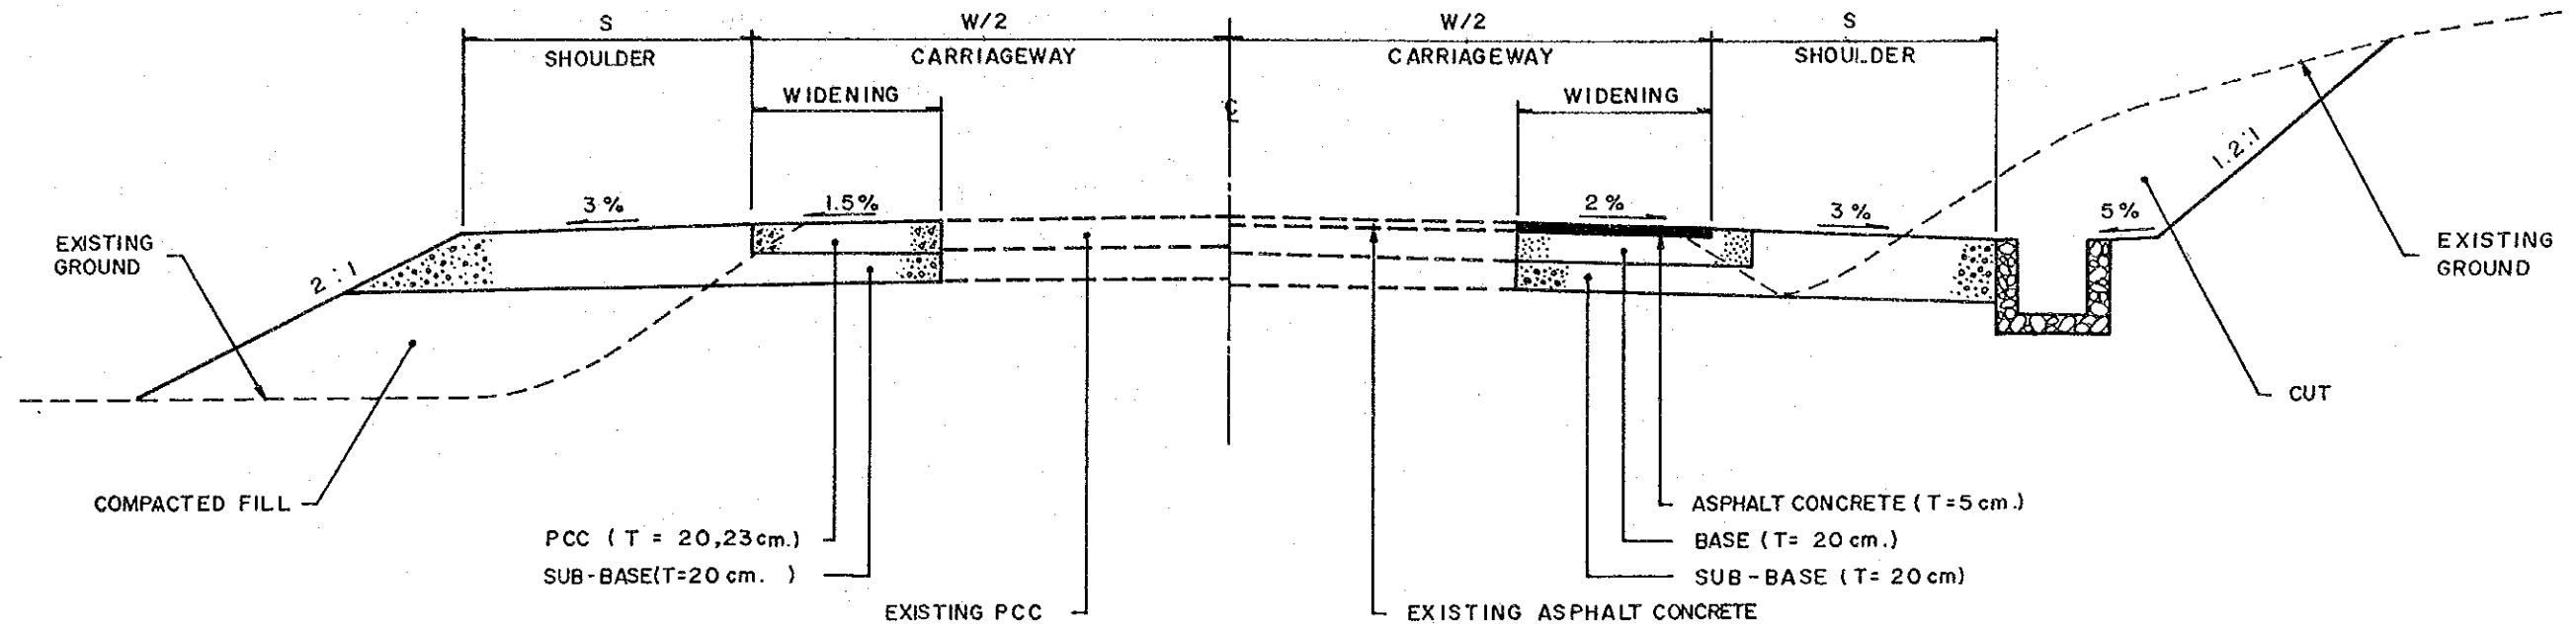 S W/2 W/2 S
SHOULDER CARRIAGEWAY CARRIAGEWAY SHOULDER
WIDENING WIDENING
℄
1.2:1
3% 1.5% 2% 3% 5%
EXISTING
GROUND
EXISTING
GROUND
2:1
CUT
COMPACTED FILL
ASPHALT CONCRETE (T=5 cm.)
PCC (T = 20,23cm.)
BASE (T= 20 cm.)
SUB-BASE(T=20 cm. )
SUB-BASE (T= 20 cm)
EXISTING PCC
EXISTING ASPHALT CONCRETE